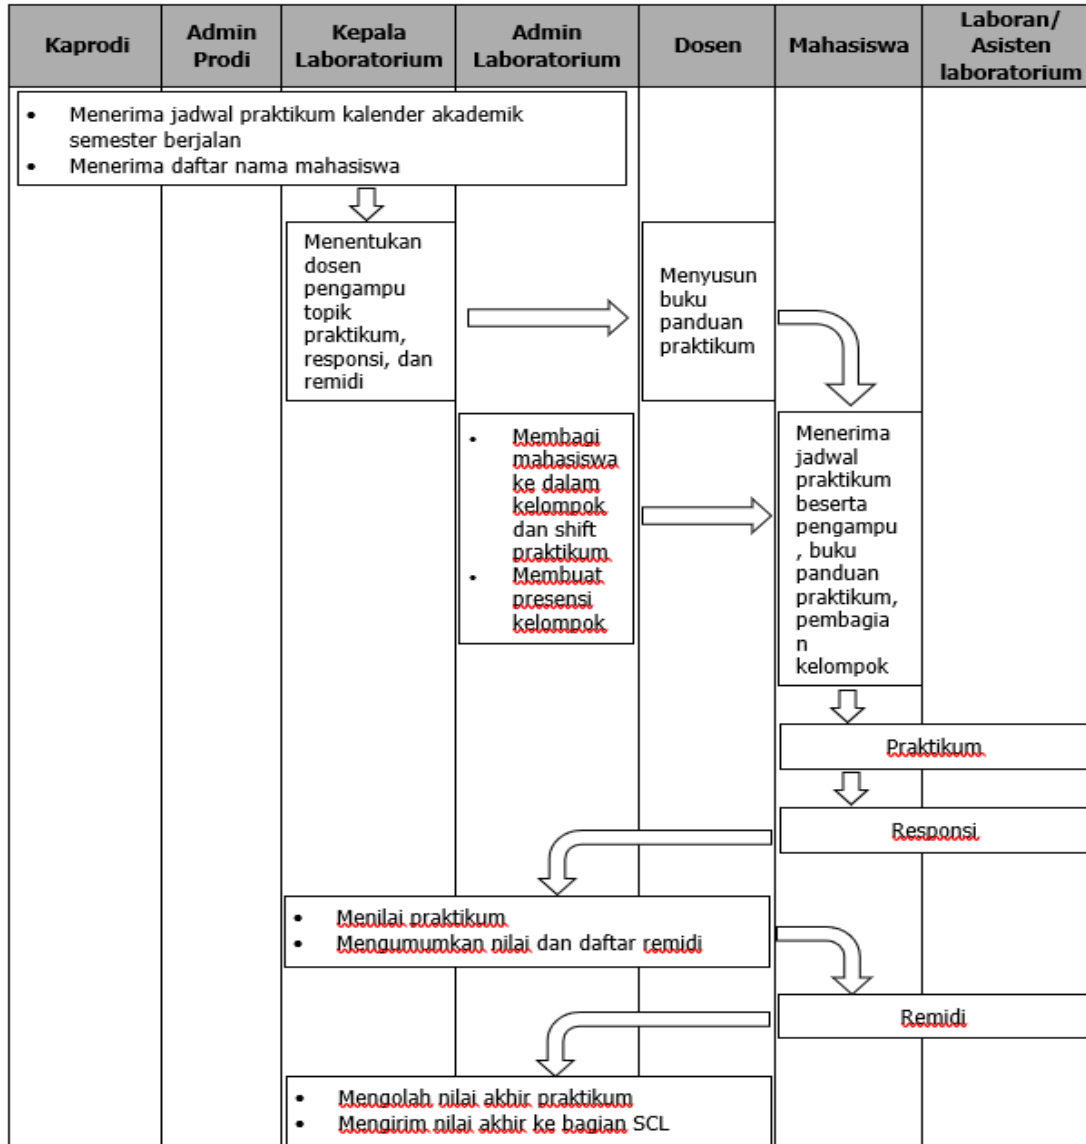 Kaprodi
Admin
Prodi
Kepala
Laboratorium
Admin
Laboratorium
Dosen
Mahasiswa
Laboran/
Asisten
laboratorium
• Menerima jadwal praktikum kalender akademik
semester berjalan
• Menerima daftar nama mahasiswa
Menentukan
dosen
pengampu
topik
praktikum,
responsi, dan
remidi
Menyusun
buku
panduan
praktikum
• Membagi
mahasiswa
ke dalam
kelompok
dan shift
praktikum
• Membuat
presensi
kelompok
Menerima
jadwal
praktikum
beserta
pengampu
, buku
panduan
praktikum,
pembagia
n
kelompok
Praktikum
Responsi
• Menilai praktikum
• Mengumumkan nilai dan daftar remidi
Remidi
• Mengolah nilai akhir praktikum
• Mengirim nilai akhir ke bagian SCL